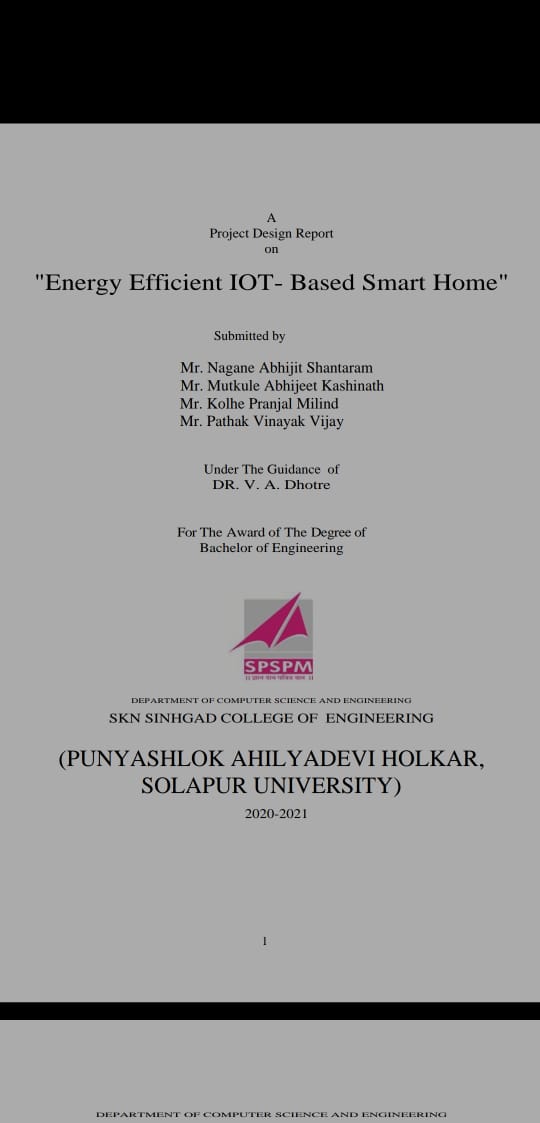 A
Project Design Report
on
"Energy Efficient IOT- Based Smart Home"
Submitted by
Mr. Nagane Abhijit Shantaram
Mr. Mutkule Abhijeet Kashinath
Mr. Kolhe Pranjal Milind
Mr. Pathak Vinayak Vijay
Under The Guidance of
DR. V. A. Dhotre
For The Award of The Degree of
Bachelor of Engineering
SPSPM
DEPARTMENT OF COMPUTER SCIENCE AND ENGINEERING
SKN SINHGAD COLLEGE OF ENGINEERING
(PUNYASHLOK AHILYADEVI HOLKAR,
SOLAPUR UNIVERSITY)
2020-2021
1
DEPARTMENT OF COMPUTER SCIENCE AND ENGINEERING